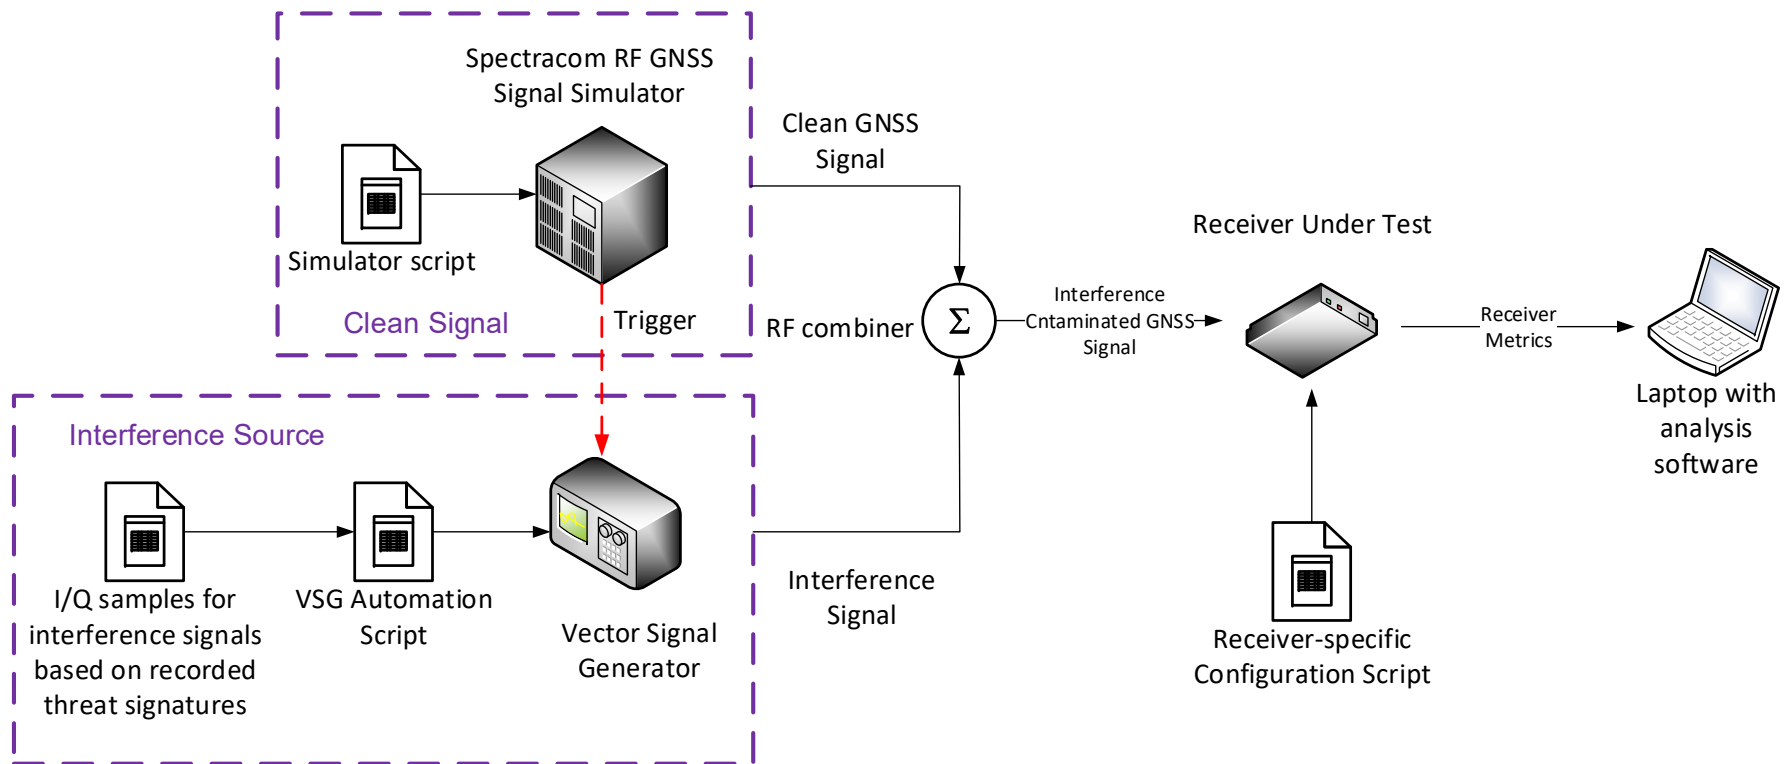 Spectracom RF GNSS
Signal Simulator
Simulator script
Clean Signal
Trigger
Clean GNSS
Signal
RF combiner
Σ
Interference
Cntaminated GNSS
Signal
Receiver Under Test
Receiver
Metrics
Laptop with
analysis
software
Interference Source
I/Q samples for
interference signals
based on recorded
threat signatures
VSG Automation
Script
Vector Signal
Generator
Interference
Signal
Receiver-specific
Configuration Script